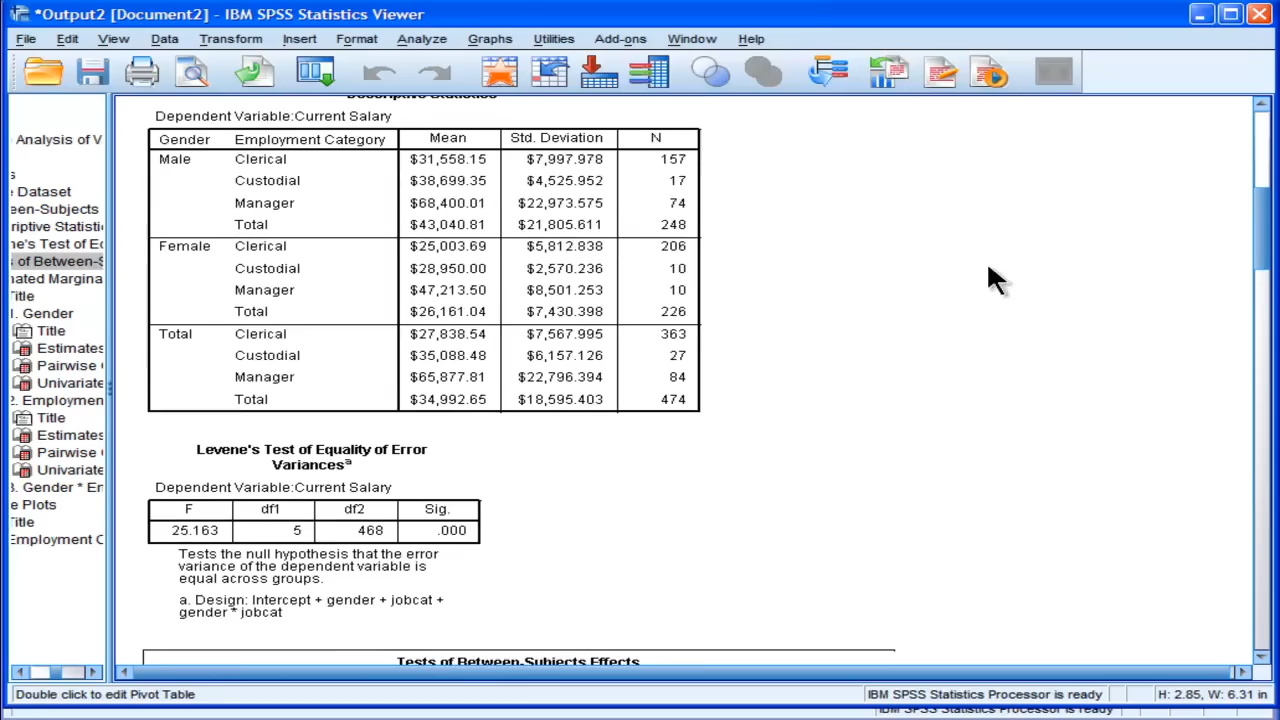 *Output2 [Document2] - IBM SPSS Statistics Viewer
File Edit View Data Transform Insert Format Analyze Graphs Utilities Add-ons Window Help
Analysis of V
s
e Dataset
een-Subjects
riptive Statisti
ne's Test of Ec
s of Between-S
nated Margina
Title
1. Gender
Title
Estimates
Pairwise
Univariate
2. Employmen
Title
Estimates
Pairwise
Univariate
3. Gender * En
e Plots
Title
Employment C
Descriptive Statistics
Dependent Variable:Current Salary
Gender Employment Category Mean Std. Deviation N
Male Clerical $31,558.15 $7,997.978 157
Custodial $38,699.35 $4,525.952 17
Manager $68,400.01 $22,973.575 74
Total $43,040.81 $21,805.611 248
Female Clerical $25,003.69 $5,812.838 206
Custodial $28,950.00 $2,570.236 10
Manager $47,213.50 $8,501.253 10
Total $26,161.04 $7,430.398 226
Total Clerical $27,838.54 $7,567.995 363
Custodial $35,088.48 $6,157.126 27
Manager $65,877.81 $22,796.394 84
Total $34,992.65 $18,595.403 474
Levene's Test of Equality of Error
Variancesa
Dependent Variable:Current Salary
F df1 df2 Sig.
25.163 5 468 .000
Tests the null hypothesis that the error
variance of the dependent variable is
equal across groups.
a. Design: Intercept + gender + jobcat +
gender * jobcat
Tests of Between-Subjects Effects
Double click to edit Pivot Table IBM SPSS Statistics Processor is ready H: 2.85, W: 6.31 in
IBM SPSS Statistics Processor is ready